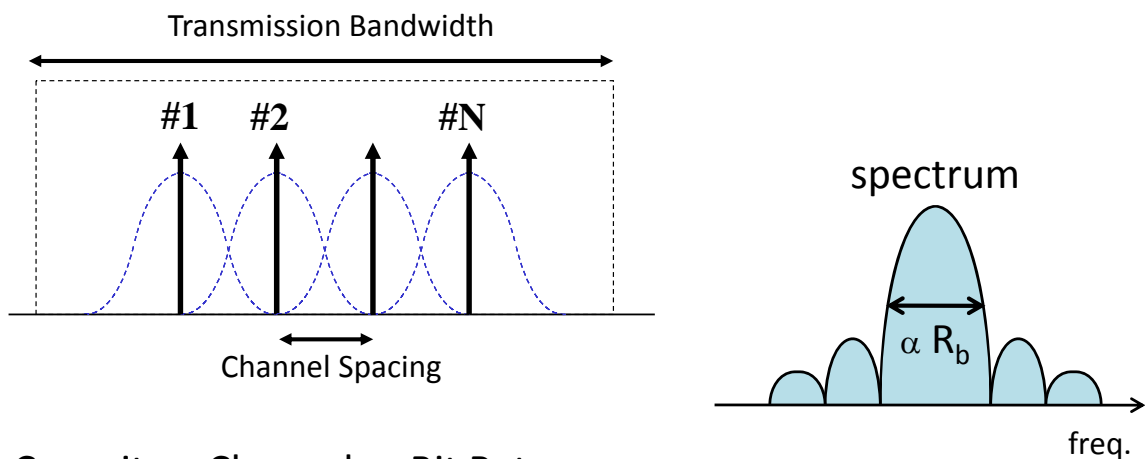 Transmission Bandwidth
#1 #2 #N
Channel Spacing
spectrum
α R_b
freq.